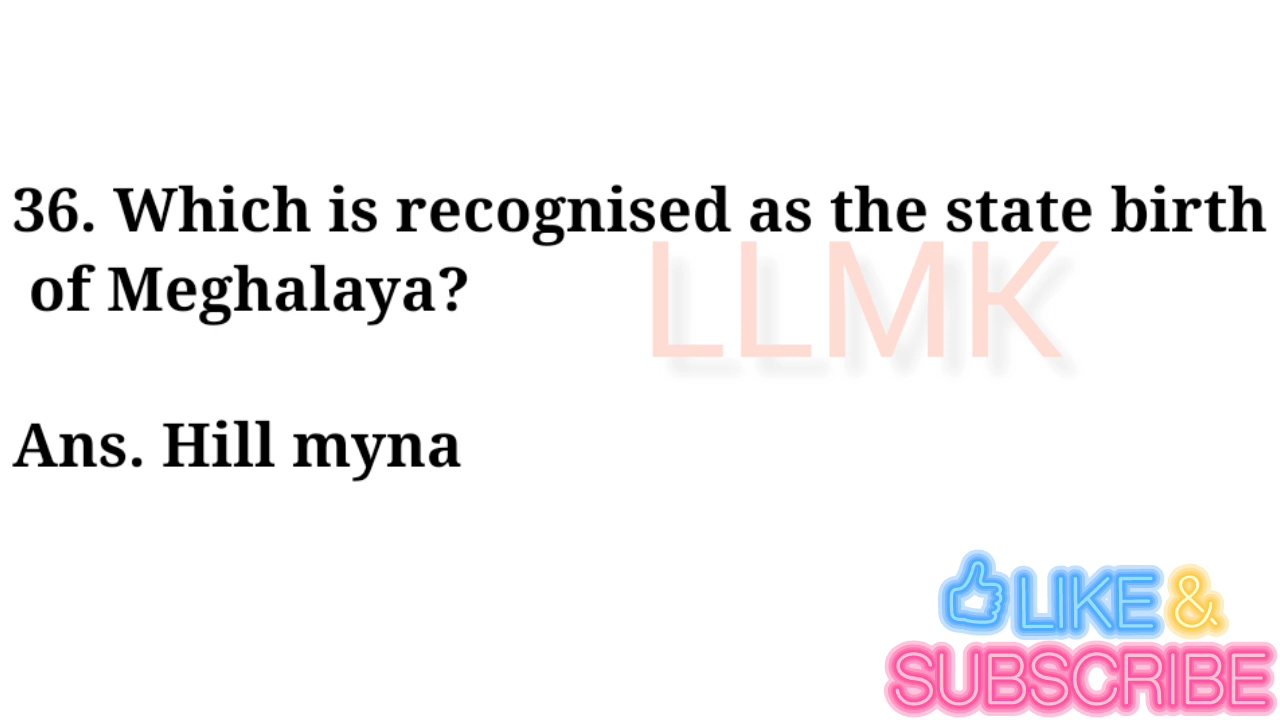 36. Which is recognised as the state birth
of Meghalaya?
LLMK
Ans. Hill myna
LIKE &
SUBSCRIBE